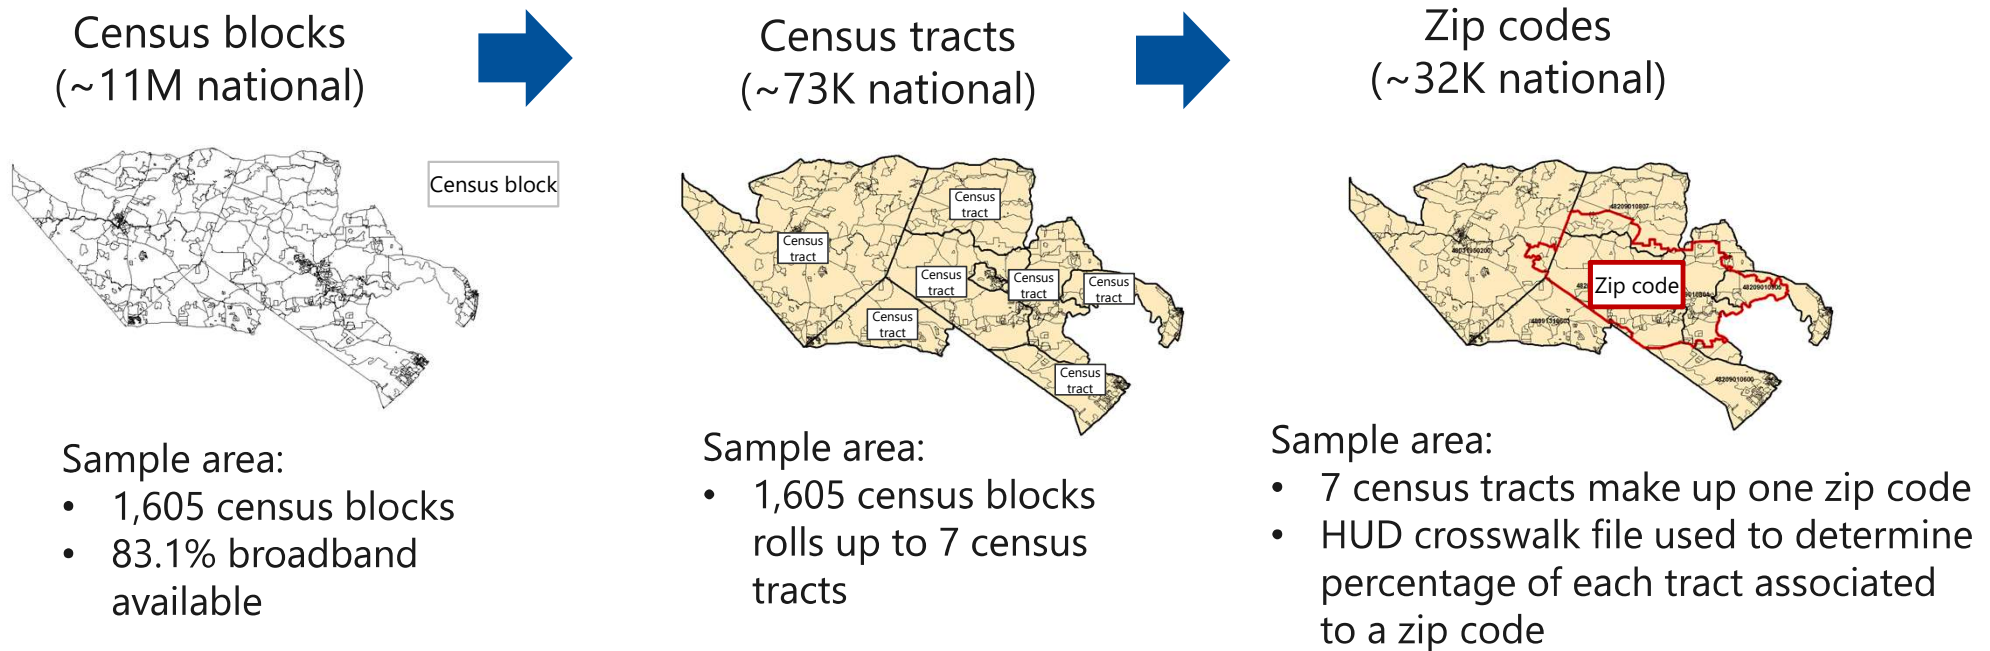 Census blocks
(~11M national)
Census tracts
(~73K national)
Zip codes
(~32K national)
Census block
Census
tract
Census
tract
Census
tract
Census
tract
Census
tract
Census
tract
Census
tract
48209010807
Zip code
48209010600
Sample area:
• 1,605 census blocks
• 83.1% broadband
available
Sample area:
• 1,605 census blocks
rolls up to 7 census
tracts
Sample area:
• 7 census tracts make up one zip code
• HUD crosswalk file used to determine
percentage of each tract associated
to a zip code